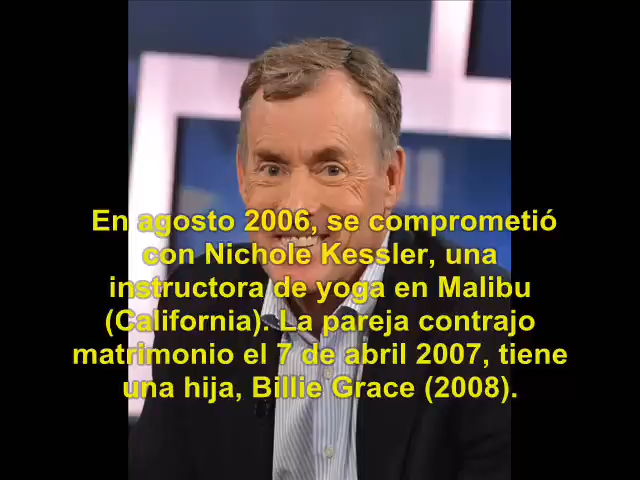 En agosto 2006, se comprometió
con Nichole Kessler, una
instructora de yoga en Malibu
(California). La pareja contrajo
matrimonio el 7 de abril 2007, tiene
una hija, Billie Grace (2008).